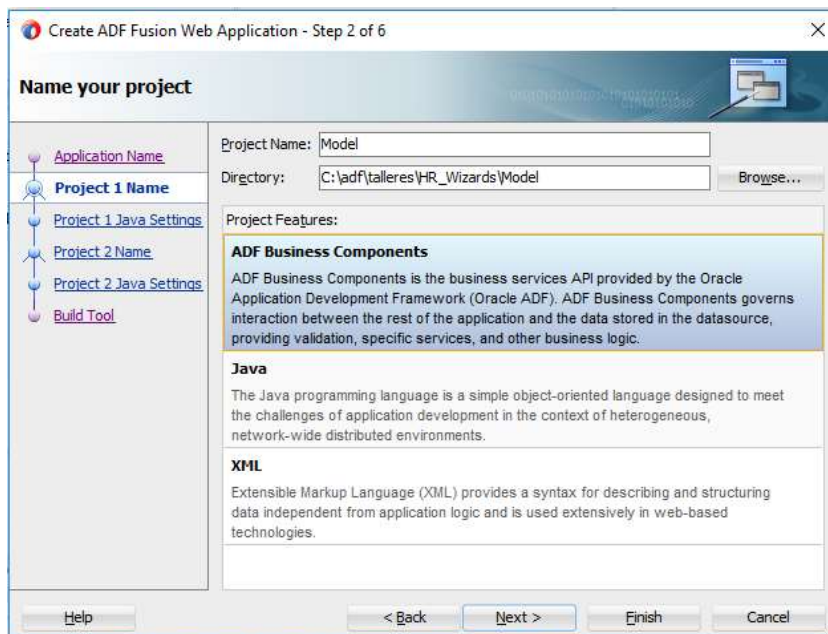 Create ADF Fusion Web Application - Step 2 of 6
Name your project
Application Name
Project 1 Name
Project 1 Java Settings
Project 2 Name
Project 2 Java Settings
Build Tool
Project Name: Model
Directory: C:\adf\talleres\HR_Wizards\Model Browse...
Project Features:
ADF Business Components
ADF Business Components is the business services API provided by the Oracle
Application Development Framework (Oracle ADF). ADF Business Components governs
interaction between the rest of the application and the data stored in the datasource,
providing validation, specific services, and other business logic.
Java
The Java programming language is a simple object-oriented language designed to meet
the challenges of application development in the context of heterogeneous,
network-wide distributed environments.
XML
Extensible Markup Language (XML) provides a syntax for describing and structuring
data independent from application logic and is used extensively in web-based
technologies.
Help < Back Next > Finish Cancel